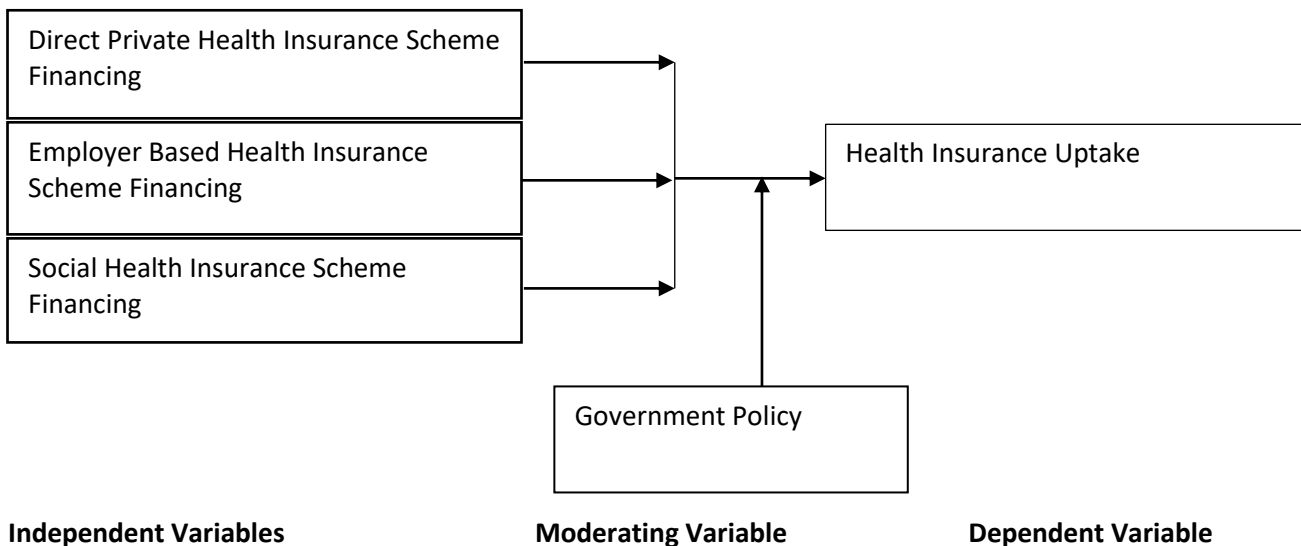 Direct Private Health Insurance Scheme
Financing
Employer Based Health Insurance
Scheme Financing
Social Health Insurance Scheme
Financing
Health Insurance Uptake
Government Policy
Independent Variables
Moderating Variable
Dependent Variable